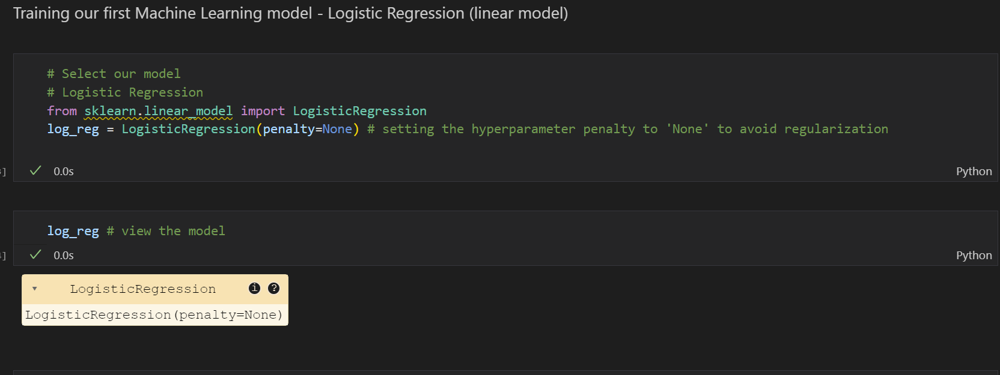 Training our first Machine Learning model - Logistic Regression (linear model)
# Select our model
# Logistic Regression
from sklearn.linear_model import LogisticRegression
log_reg = LogisticRegression(penalty=None) # setting the hyperparameter penalty to 'None' to avoid regularization
] ✓ 0.0s Python
log_reg # view the model
] ✓ 0.0s Python
▾ LogisticRegression i ?
LogisticRegression(penalty=None)